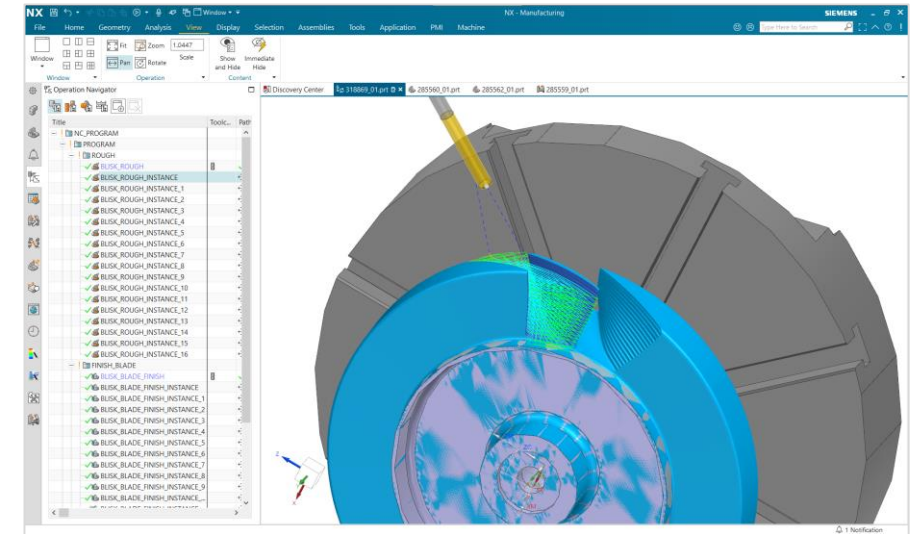 NX Window NX - Manufacturing SIEMENS
File Home Geometry Analysis View Display Selection Assemblies Tools Application PMI Machine Type Here to Search
Window Fit Zoom 1.0447 Show and Hide Immediate Hide
Pan Rotate Scale
Window Operation Content
Operation Navigator Discovery Center 318869_01.prt 285560_01.prt 285562_01.prt 285559_01.prt
Title Toolc... Path
NC_PROGRAM
PROGRAM
ROUGH
BLISK_ROUGH
BLISK_ROUGH_INSTANCE
BLISK_ROUGH_INSTANCE_1
BLISK_ROUGH_INSTANCE_2
BLISK_ROUGH_INSTANCE_3
BLISK_ROUGH_INSTANCE_4
BLISK_ROUGH_INSTANCE_5
BLISK_ROUGH_INSTANCE_6
BLISK_ROUGH_INSTANCE_7
BLISK_ROUGH_INSTANCE_8
BLISK_ROUGH_INSTANCE_9
BLISK_ROUGH_INSTANCE_10
BLISK_ROUGH_INSTANCE_11
BLISK_ROUGH_INSTANCE_12
BLISK_ROUGH_INSTANCE_13
BLISK_ROUGH_INSTANCE_14
BLISK_ROUGH_INSTANCE_15
BLISK_ROUGH_INSTANCE_16
FINISH_BLADE
BLISK_BLADE_FINISH
BLISK_BLADE_FINISH_INSTANCE
BLISK_BLADE_FINISH_INSTANCE_1
BLISK_BLADE_FINISH_INSTANCE_2
BLISK_BLADE_FINISH_INSTANCE_3
BLISK_BLADE_FINISH_INSTANCE_4
BLISK_BLADE_FINISH_INSTANCE_5
BLISK_BLADE_FINISH_INSTANCE_6
BLISK_BLADE_FINISH_INSTANCE_7
BLISK_BLADE_FINISH_INSTANCE_8
BLISK_BLADE_FINISH_INSTANCE_9
BLISK_BLADE_FINISH_INSTANCE_...
Z
X
XM
1 Notification